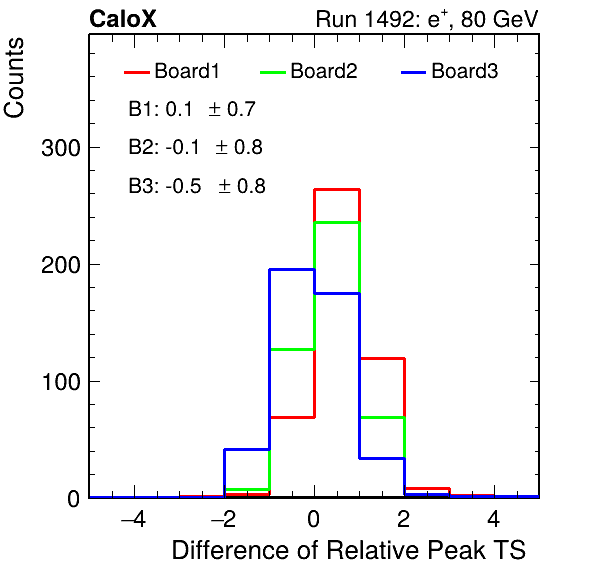 CaloX Run 1492: e⁺, 80 GeV
Counts
Board1 Board2 Board3
B1: 0.1 ± 0.7
B2: -0.1 ± 0.8
B3: -0.5 ± 0.8
300
200
100
0
−4 −2 0 2 4
Difference of Relative Peak TS